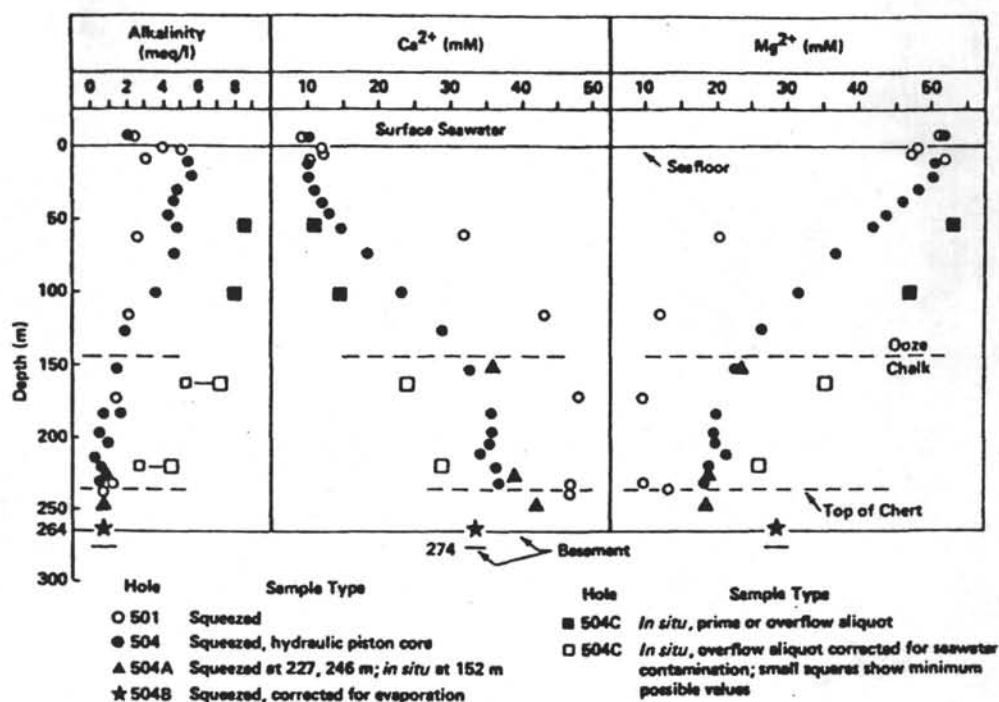 Alkalinity
(meq/l)
Ca2+ (mM)
Mg2+ (mM)
0 2 4 6 8
10 20 30 40 50
10 20 30 40 50
Surface Seawater
Seafloor
0
50
100
150
200
250
264
300
Depth (m)
Ooze
Chalk
Top of Chert
274
Basement
Hole Sample Type
501 Squeezed
504 Squeezed, hydraulic piston core
504A Squeezed at 227, 246 m; in situ at 152 m
504B Squeezed, corrected for evaporation
Hole Sample Type
504C In situ, prime or overflow aliquot
504C In situ, overflow aliquot corrected for seawater
contamination; small squares show minimum
possible values